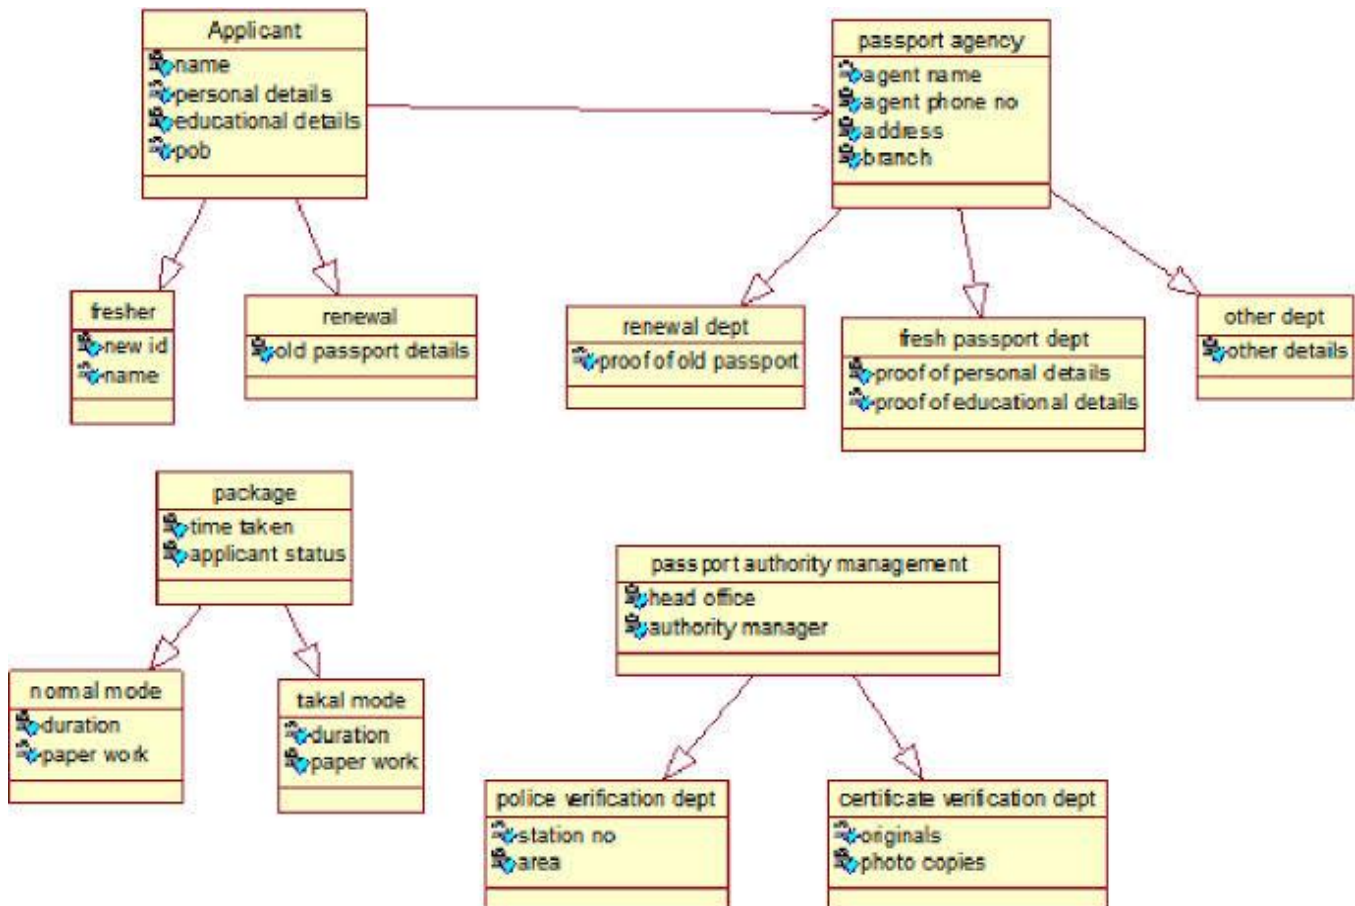 Applicant
name
personal details
educational details
pob
passport agency
agent name
agent phone no
address
branch
fresher
new id
name
renewal
old passport details
renewal dept
proof of old passport
fresh passport dept
proof of personal details
proof of educational details
other dept
other details
package
time taken
applicant status
passport authority management
head office
authority manager
normal mode
duration
paper work
takal mode
duration
paper work
police verification dept
station no
area
certificate verification dept
originals
photo copies